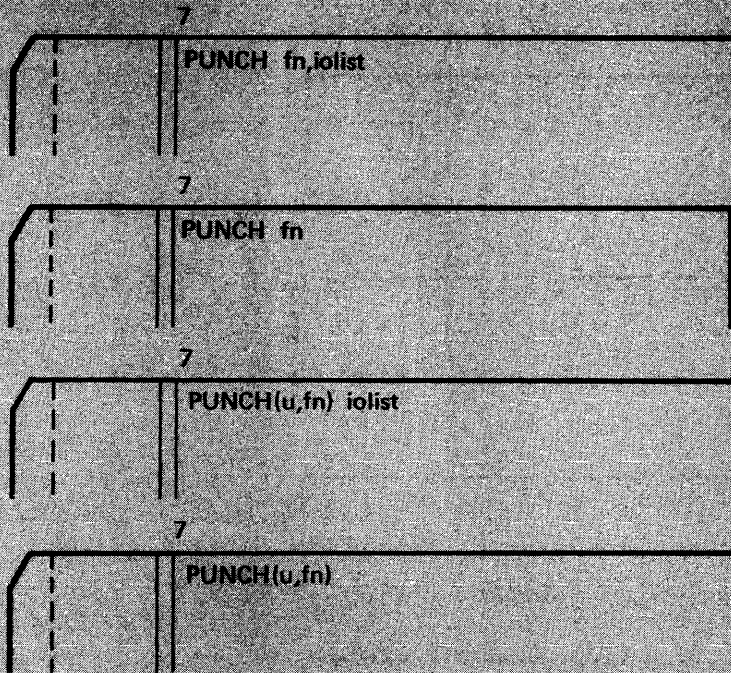 7
PUNCH fn,iolist
7
PUNCH fn
7
PUNCH(u,fn) iolist
7
PUNCH(u,fn)